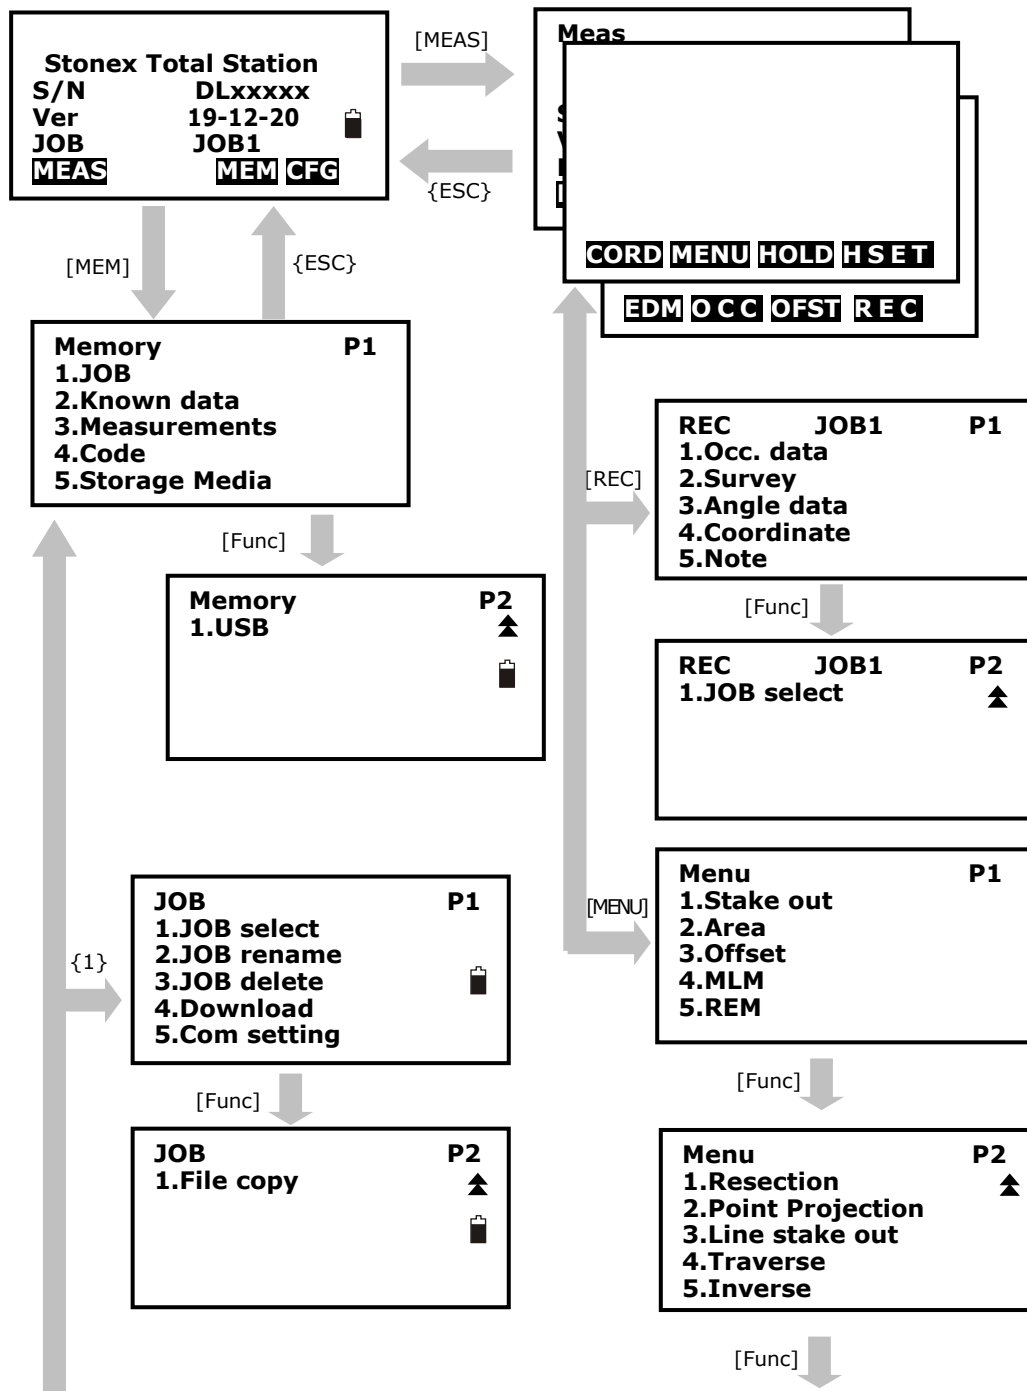 Stonex Total Station
S/N DLxxxxx
Ver 19-12-20
JOB JOB1
MEAS MEM CFG
[MEAS]
{ESC}
Meas
CORD MENU HOLD H S E T
EDM O C C OFST R E C
[MEM]
{ESC}
Memory P1
1.JOB
2.Known data
3.Measurements
4.Code
5.Storage Media
[Func]
Memory P2
1.USB
[REC]
REC JOB1 P1
1.Occ. data
2.Survey
3.Angle data
4.Coordinate
5.Note
[Func]
REC JOB1 P2
1.JOB select
{1}
JOB P1
1.JOB select
2.JOB rename
3.JOB delete
4.Download
5.Com setting
[Func]
JOB P2
1.File copy
[MENU]
Menu P1
1.Stake out
2.Area
3.Offset
4.MLM
5.REM
[Func]
Menu P2
1.Resection
2.Point Projection
3.Line stake out
4.Traverse
5.Inverse
[Func]